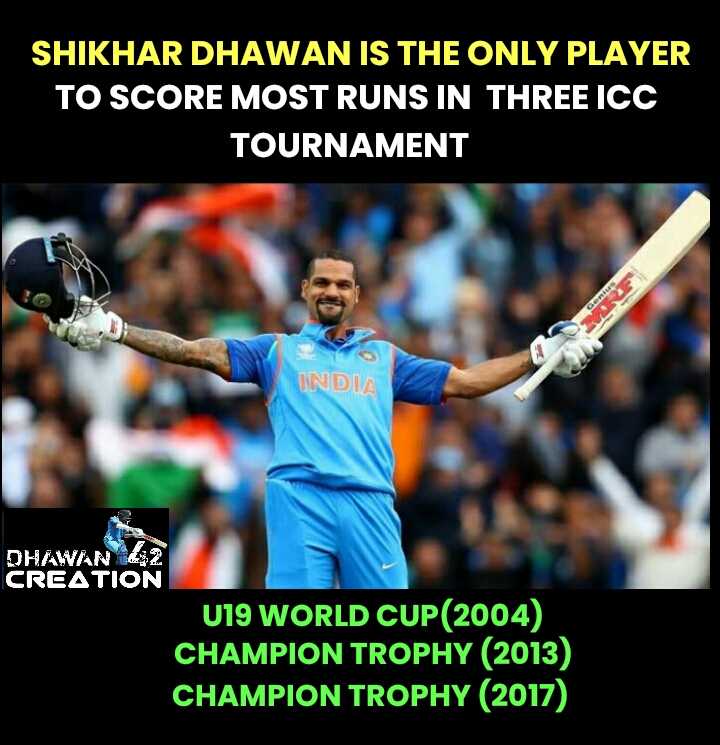 SHIKHAR DHAWAN IS THE ONLY PLAYER
TO SCORE MOST RUNS IN THREE ICC
TOURNAMENT
Genius
MRF
INDIA
DHAWAN 42
CREATION
U19 WORLD CUP(2004)
CHAMPION TROPHY (2013)
CHAMPION TROPHY (2017)